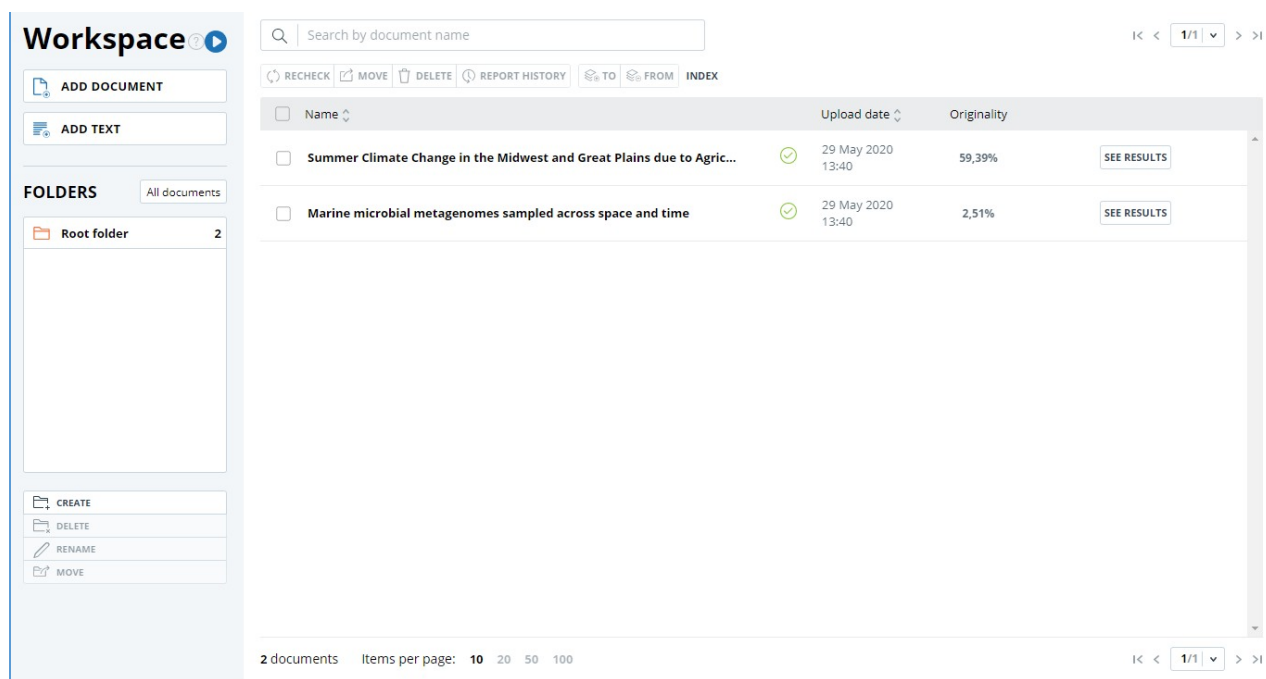 Workspace
ADD DOCUMENT
ADD TEXT
FOLDERS All documents
Root folder 2
CREATE
DELETE
RENAME
MOVE
Search by document name
1/1
RECHECK MOVE DELETE REPORT HISTORY TO FROM INDEX
Name Upload date Originality
Summer Climate Change in the Midwest and Great Plains due to Agric... 29 May 2020 13:40 59,39% SEE RESULTS
Marine microbial metagenomes sampled across space and time 29 May 2020 13:40 2,51% SEE RESULTS
2 documents Items per page: 10 20 50 100 1/1